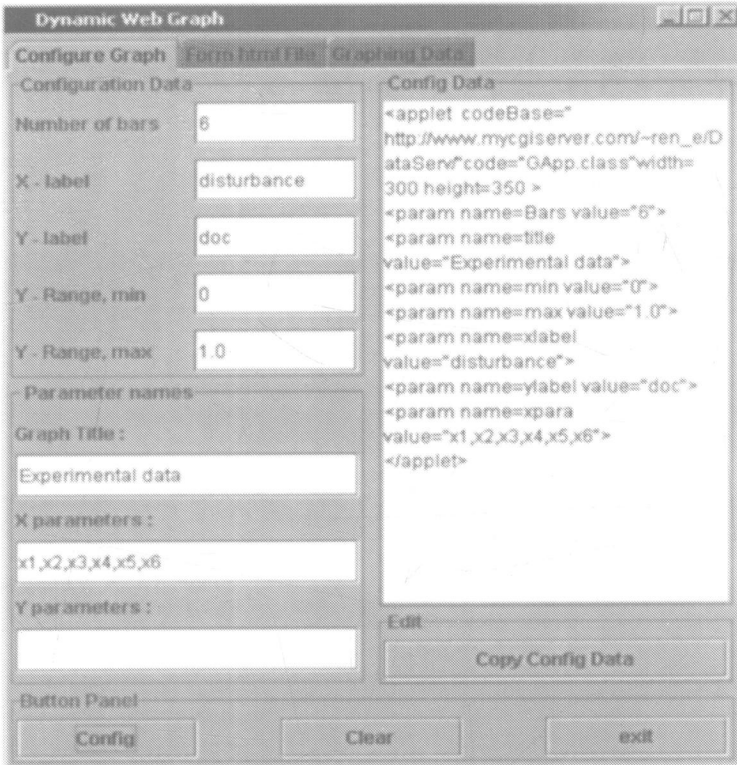 Dynamic Web Graph
Configure Graph Form html File Graphing Data
Configuration Data
Number of bars 6
X - label disturbance
Y - label doc
Y - Range, min 0
Y - Range, max 1.0
Parameter names
Graph Title :
Experimental data
X parameters :
x1,x2,x3,x4,x5,x6
Y parameters :
Config Data
<applet codeBase="
http://www.mycgiserver.com/~ren_e/D
ataServ/"code="GApp.class"width=
300 height=350 >
<param name=Bars value="6">
<param name=title
value="Experimental data">
<param name=min value="0">
<param name=max value="1.0">
<param name=xlabel
value="disturbance">
<param name=ylabel value="doc">
<param name=xpara
value="x1,x2,x3,x4,x5,x6">
</applet>
Edit
Copy Config Data
Button Panel
Config Clear exit